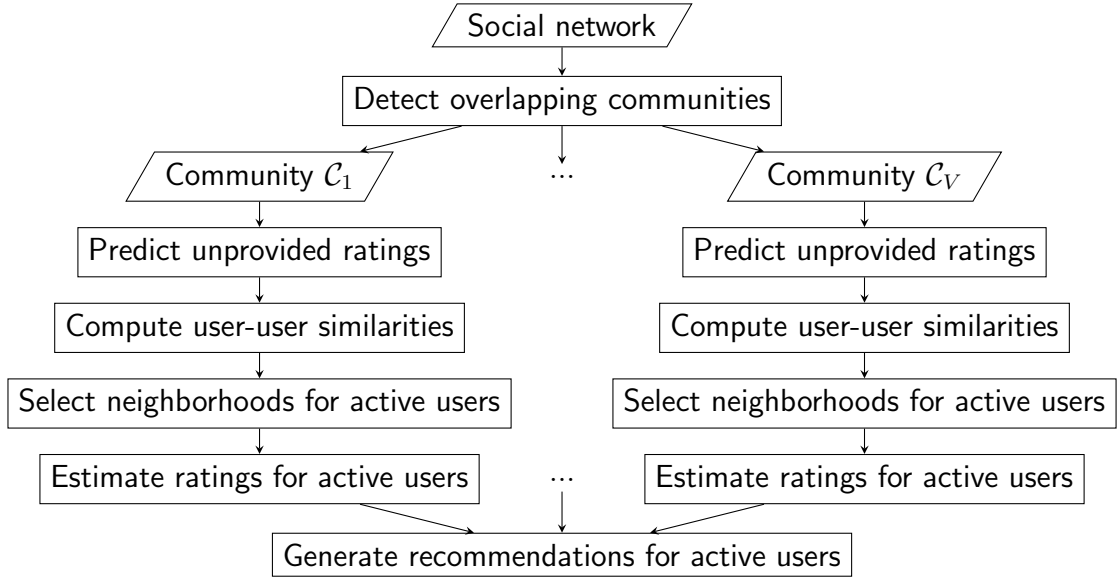 Social network
Detect overlapping communities
Community 𝒞₁ ... Community 𝒞_V
Predict unprovided ratings Predict unprovided ratings
Compute user-user similarities Compute user-user similarities
Select neighborhoods for active users Select neighborhoods for active users
Estimate ratings for active users ... Estimate ratings for active users
Generate recommendations for active users